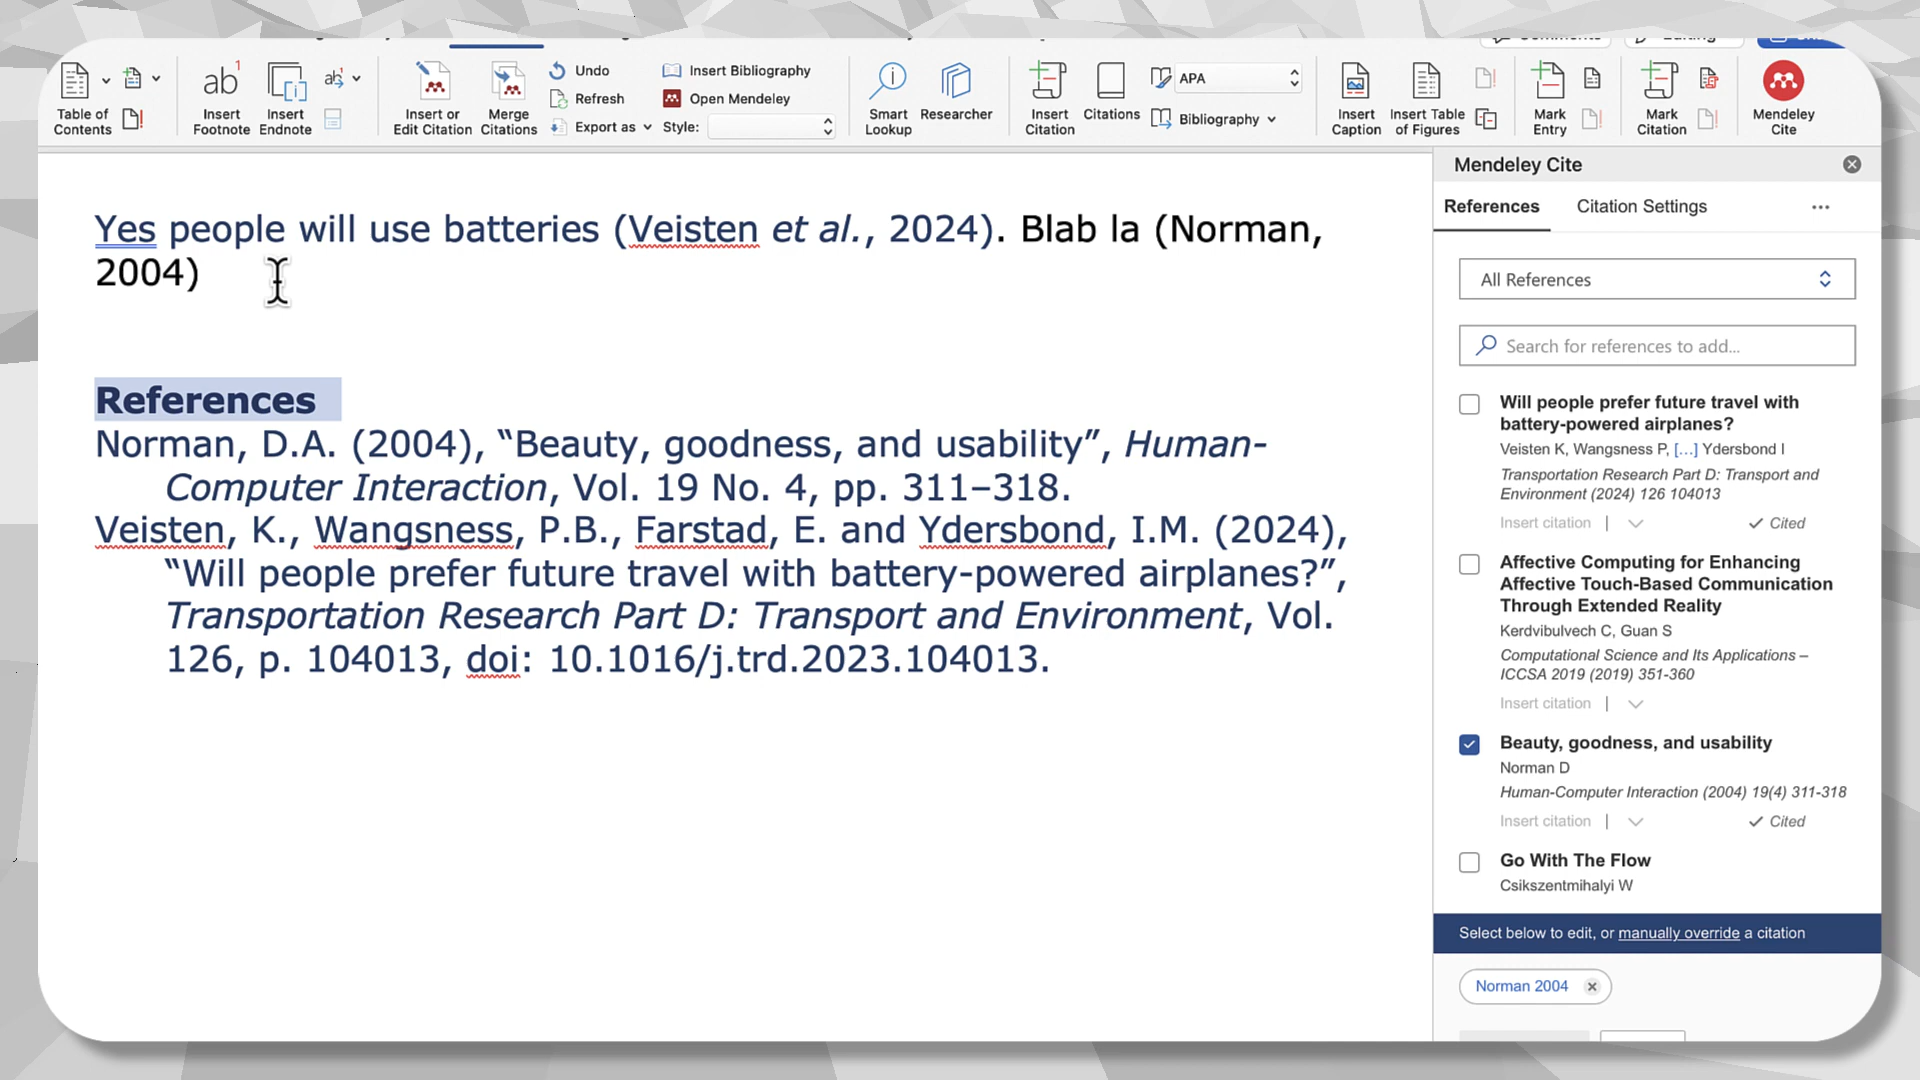 Table of
Contents
Insert
Footnote
Insert
Endnote
Insert or
Edit Citation
Merge
Citations
Undo
Refresh
Export as
Insert Bibliography
Open Mendeley
Style:
Smart
Lookup
Researcher
Insert
Citation
Citations
APA
Bibliography
Insert
Caption
Insert Table
of Figures
Mark
Entry
Mark
Citation
Mendeley
Cite
Yes people will use batteries (Veisten et al., 2024). Blab la (Norman,
2004)
References
Norman, D.A. (2004), “Beauty, goodness, and usability”, Human-
Computer Interaction, Vol. 19 No. 4, pp. 311–318.
Veisten, K., Wangsness, P.B., Farstad, E. and Ydersbond, I.M. (2024),
“Will people prefer future travel with battery-powered airplanes?”,
Transportation Research Part D: Transport and Environment, Vol.
126, p. 104013, doi: 10.1016/j.trd.2023.104013.
Mendeley Cite
References Citation Settings
All References
Search for references to add...
Will people prefer future travel with
battery-powered airplanes?
Veisten K, Wangsness P, [...] Ydersbond I
Transportation Research Part D: Transport and
Environment (2024) 126 104013
Insert citation | Cited
Affective Computing for Enhancing
Affective Touch-Based Communication
Through Extended Reality
Kerdvibulvech C, Guan S
Computational Science and Its Applications –
ICCSA 2019 (2019) 351-360
Insert citation |
Beauty, goodness, and usability
Norman D
Human-Computer Interaction (2004) 19(4) 311-318
Insert citation | Cited
Go With The Flow
Csikszentmihalyi W
Select below to edit, or manually override a citation
Norman 2004